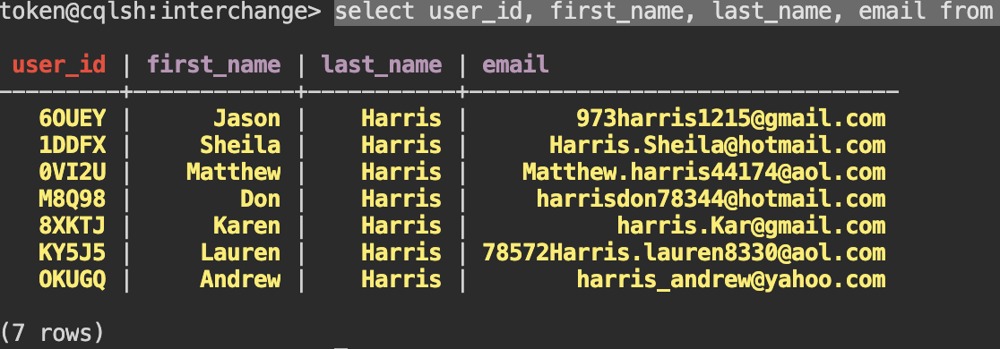 token@cqlsh:interchange> select user_id, first_name, last_name, email from
user_id | first_name | last_name | email
---------+------------+-----------+--------------------------------
6OUEY | Jason | Harris | 973harris1215@gmail.com
1DDFX | Sheila | Harris | Harris.Sheila@hotmail.com
0VI2U | Matthew | Harris | Matthew.harris44174@aol.com
M8Q98 | Don | Harris | harrisdon78344@hotmail.com
8XKTJ | Karen | Harris | harris.Kar@gmail.com
KY5J5 | Lauren | Harris | 78572Harris.lauren8330@aol.com
OKUGQ | Andrew | Harris | harris_andrew@yahoo.com
(7 rows)